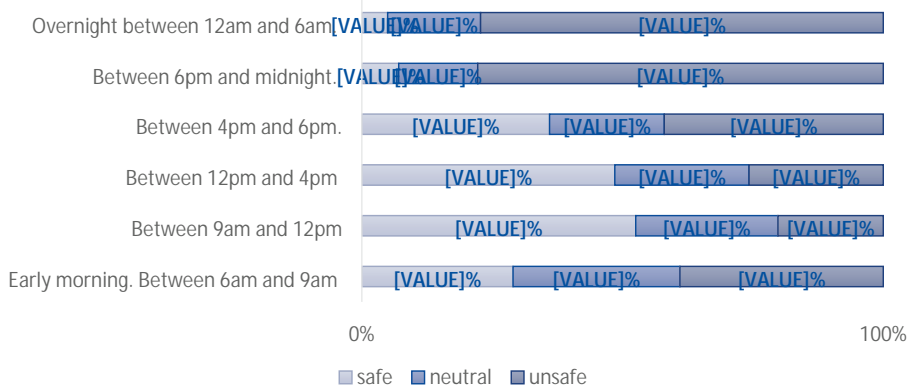 Overnight between 12am and 6am [VALUE]% [VALUE]% [VALUE]%
Between 6pm and midnight. [VALUE]% [VALUE]% [VALUE]%
Between 4pm and 6pm. [VALUE]% [VALUE]% [VALUE]%
Between 12pm and 4pm [VALUE]% [VALUE]% [VALUE]%
Between 9am and 12pm [VALUE]% [VALUE]% [VALUE]%
Early morning. Between 6am and 9am [VALUE]% [VALUE]% [VALUE]%
0% 100%
safe neutral unsafe